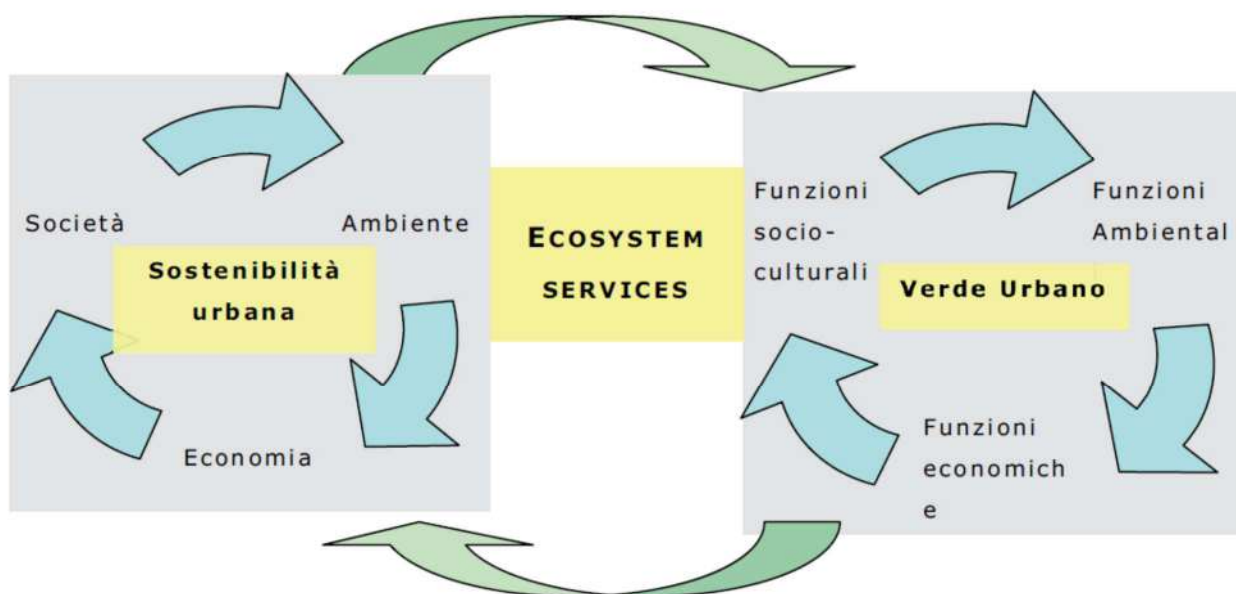 Società
Ambiente
Sostenibilità
urbana
Economia
ECOSYSTEM
SERVICES
Funzioni
socio-
culturali
Funzioni
Ambiental
Verde Urbano
Funzioni
economich
e